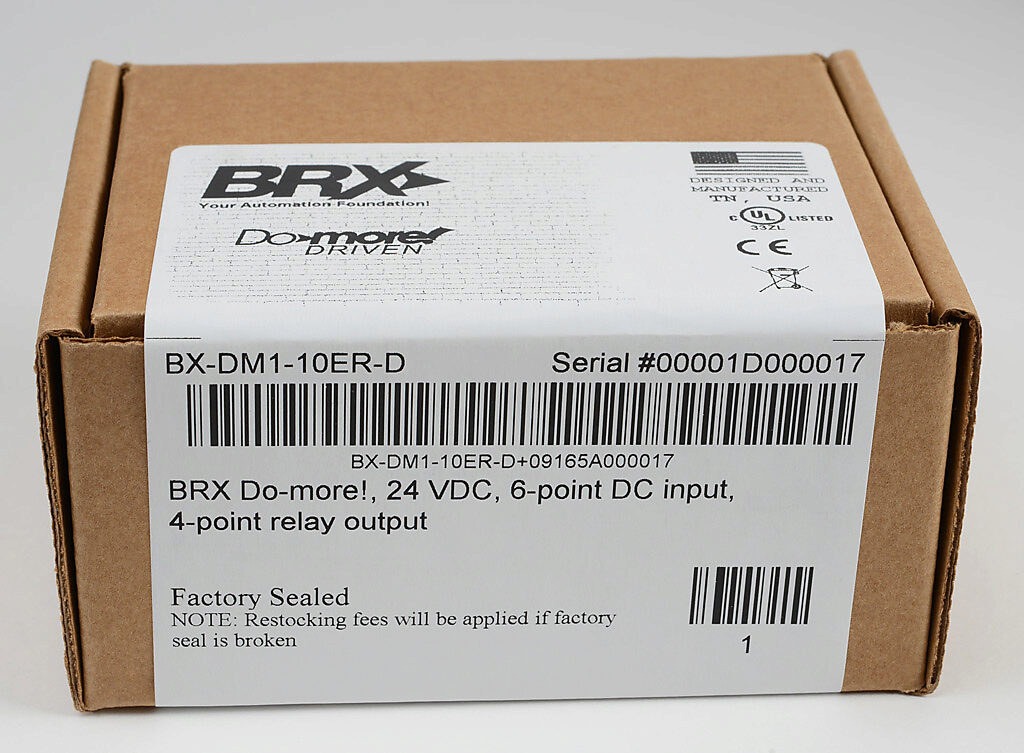 BRX
Your Automation Foundation!
Do-more!
DRIVEN
DESIGNED AND
MANUFACTURED
TN, USA
C UL LISTED
33ZL
CE
BX-DM1-10ER-D Serial #00001D000017
BX-DM1-10ER-D+09165A000017
BRX Do-more!, 24 VDC, 6-point DC input,
4-point relay output
Factory Sealed
NOTE: Restocking fees will be applied if factory
seal is broken
1